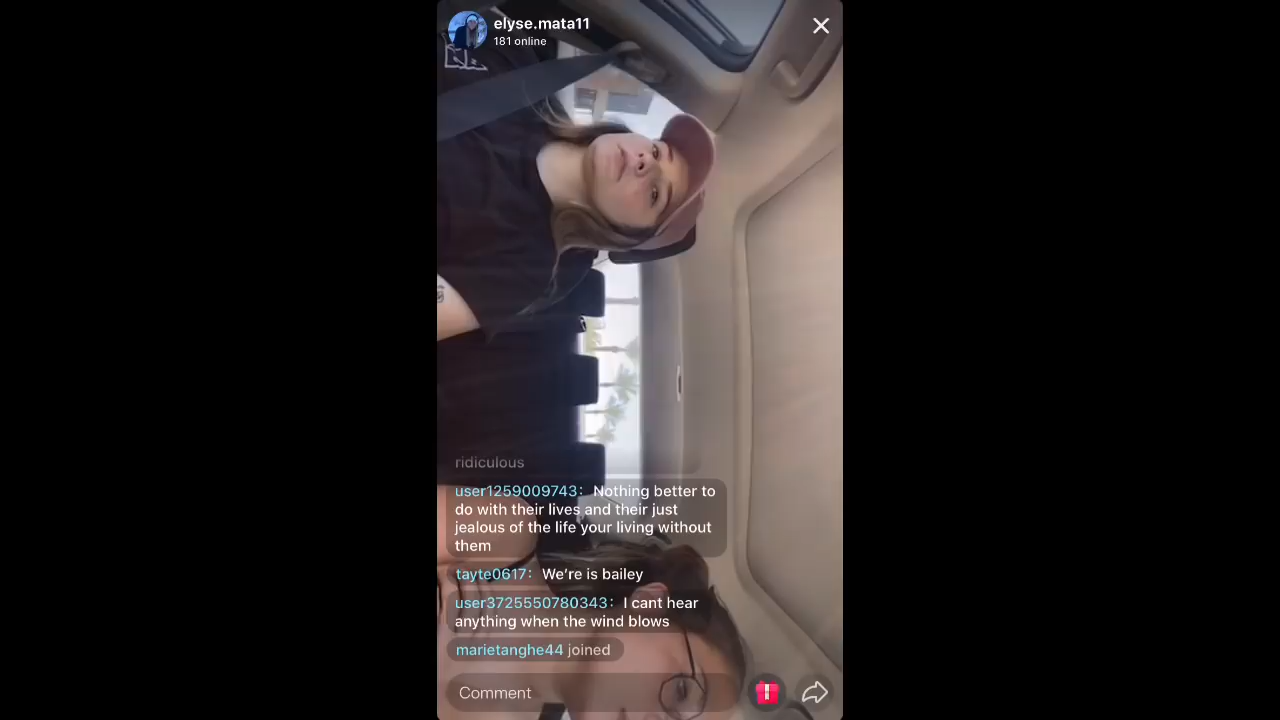 elyse.mata11
181 online
ridiculous
user1259009743: Nothing better to
do with their lives and their just
jealous of the life your living without
them
tayte0617: We're is bailey
user3725550780343: I cant hear
anything when the wind blows
marietanghe44 joined
Comment